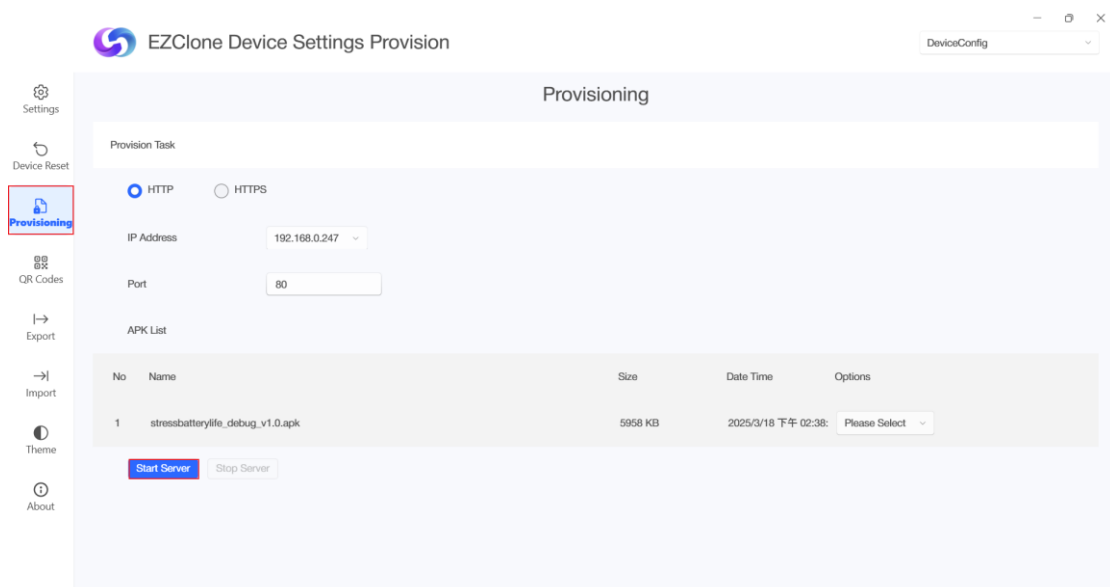 EZClone Device Settings Provision
DeviceConfig
Settings
Device Reset
Provisioning
QR Codes
Export
Import
Theme
About
Provisioning
Provision Task
HTTP HTTPS
IP Address 192.168.0.247
Port 80
APK List
No Name Size Date Time Options
1 stressbatterylife_debug_v1.0.apk 5958 KB 2025/3/18 下午 02:38: Please Select
Start Server Stop Server